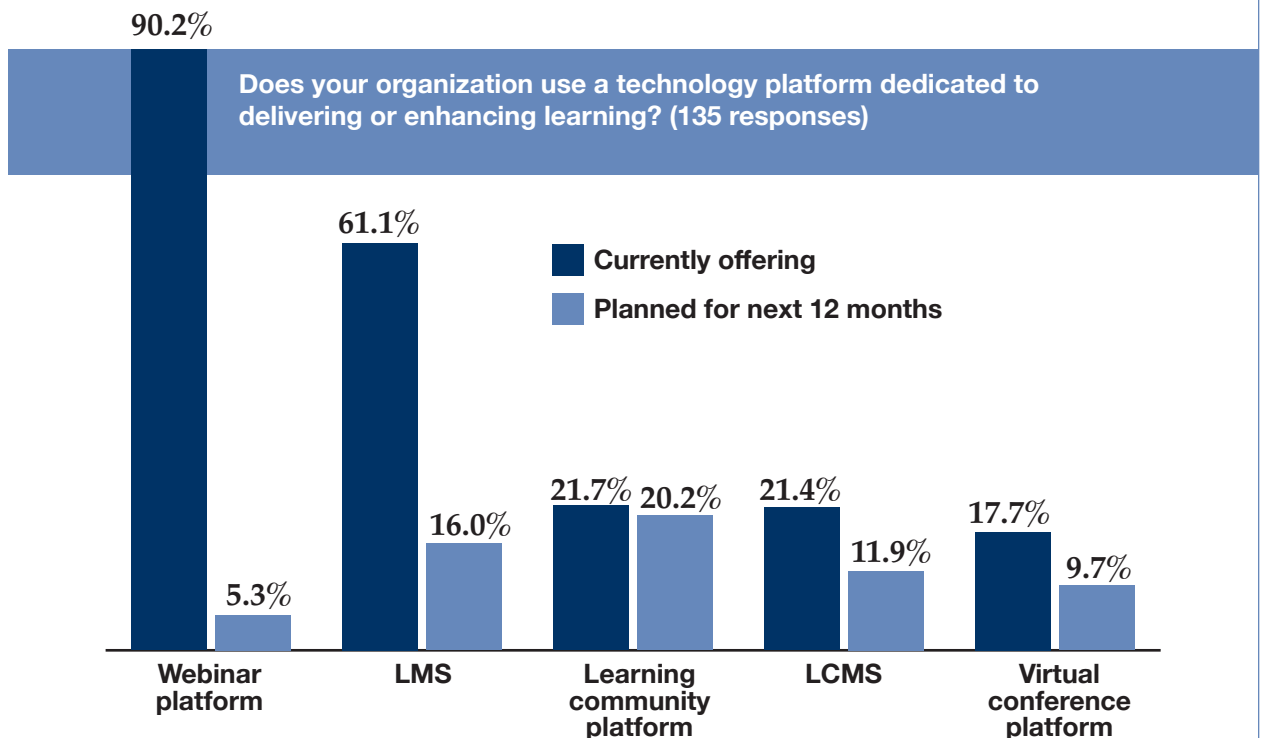 90.2%
Does your organization use a technology platform dedicated to
delivering or enhancing learning? (135 responses)
61.1%
Currently offering
Planned for next 12 months
21.7%
20.2%
21.4%
17.7%
16.0%
11.9%
9.7%
5.3%
Webinar
platform
LMS
Learning
community
platform
LCMS
Virtual
conference
platform